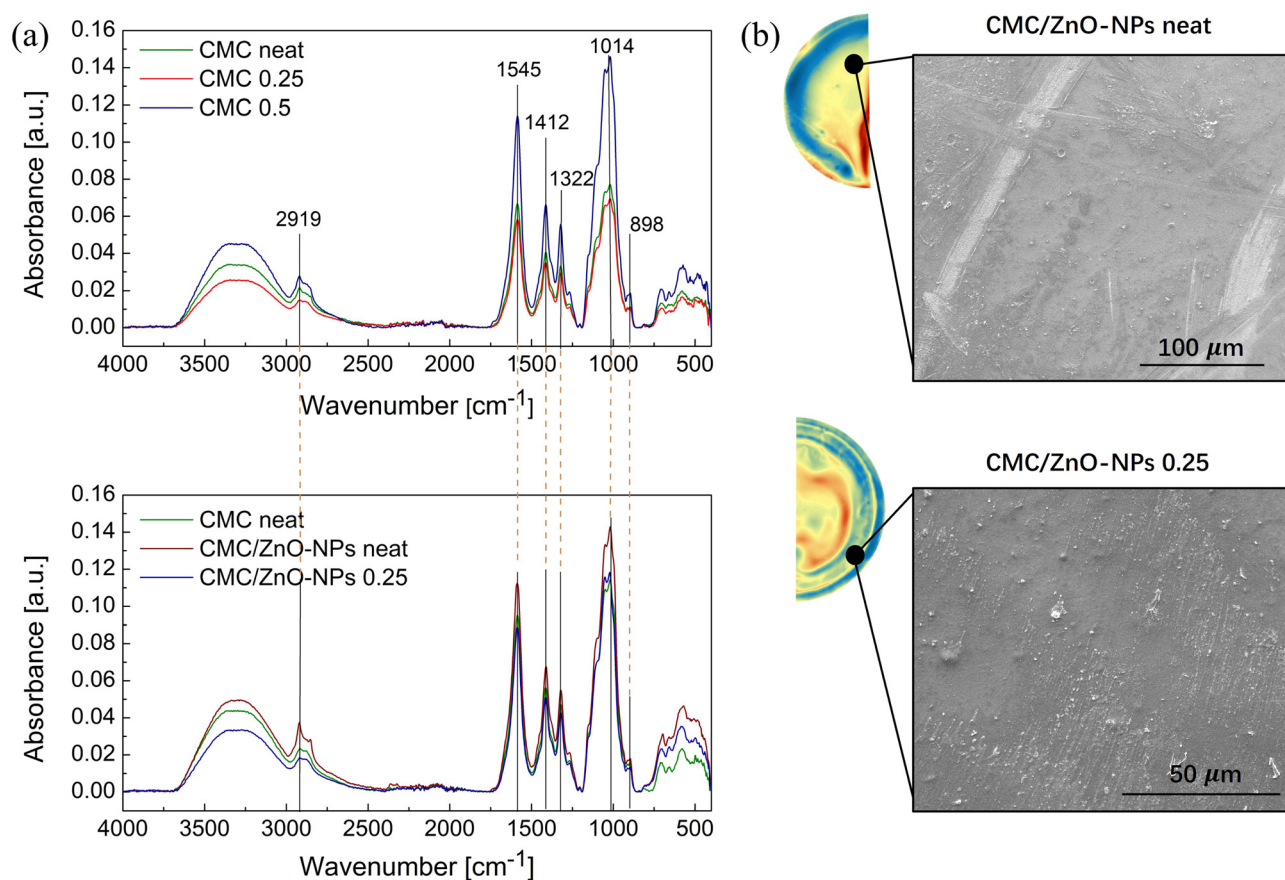 (a)
0.16
0.14
0.12
0.10
0.08
0.06
0.04
0.02
0.00
Absorbance [a.u.]
CMC neat
CMC 0.25
CMC 0.5
2919
1545
1412
1322
1014
898
4000 3500 3000 2500 2000 1500 1000 500
Wavenumber [cm⁻¹]
0.16
0.14
0.12
0.10
0.08
0.06
0.04
0.02
0.00
Absorbance [a.u.]
CMC neat
CMC/ZnO-NPs neat
CMC/ZnO-NPs 0.25
4000 3500 3000 2500 2000 1500 1000 500
Wavenumber [cm⁻¹]
(b)
CMC/ZnO-NPs neat
100 μm
CMC/ZnO-NPs 0.25
50 μm